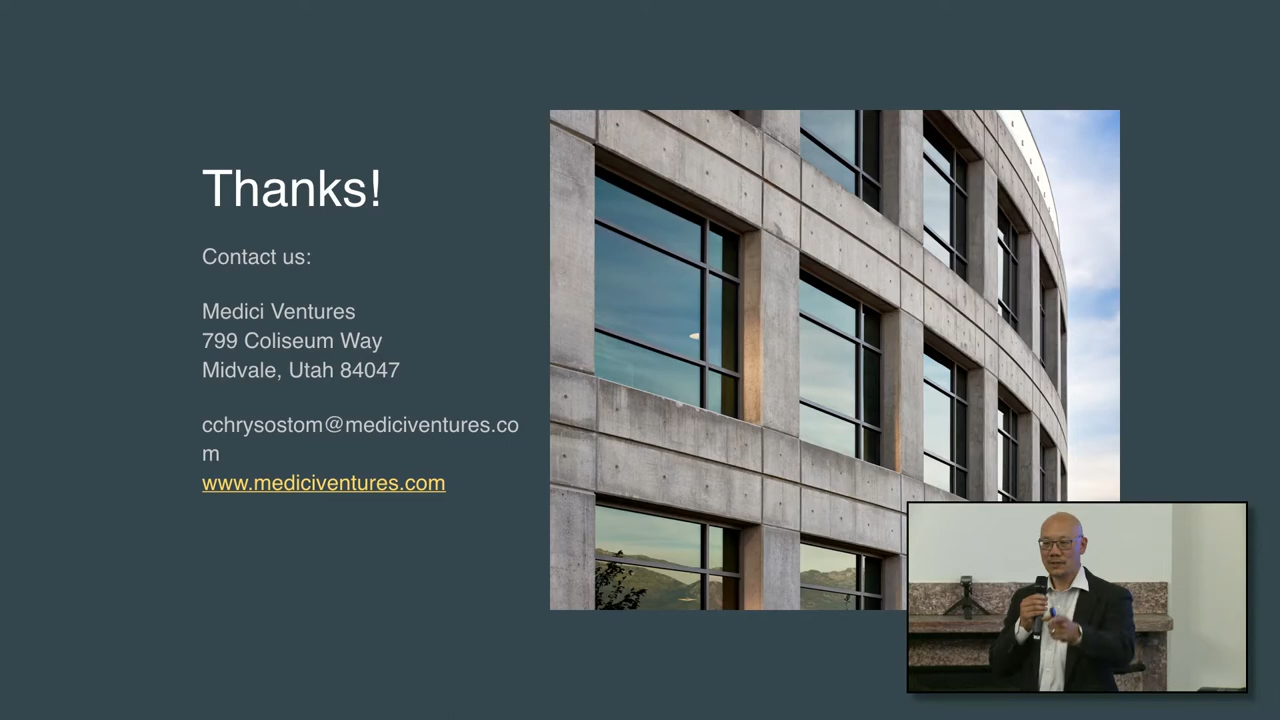 Thanks!
Contact us:
Medici Ventures
799 Coliseum Way
Midvale, Utah 84047
cchrysostom@mediciventures.co
m
www.mediciventures.com